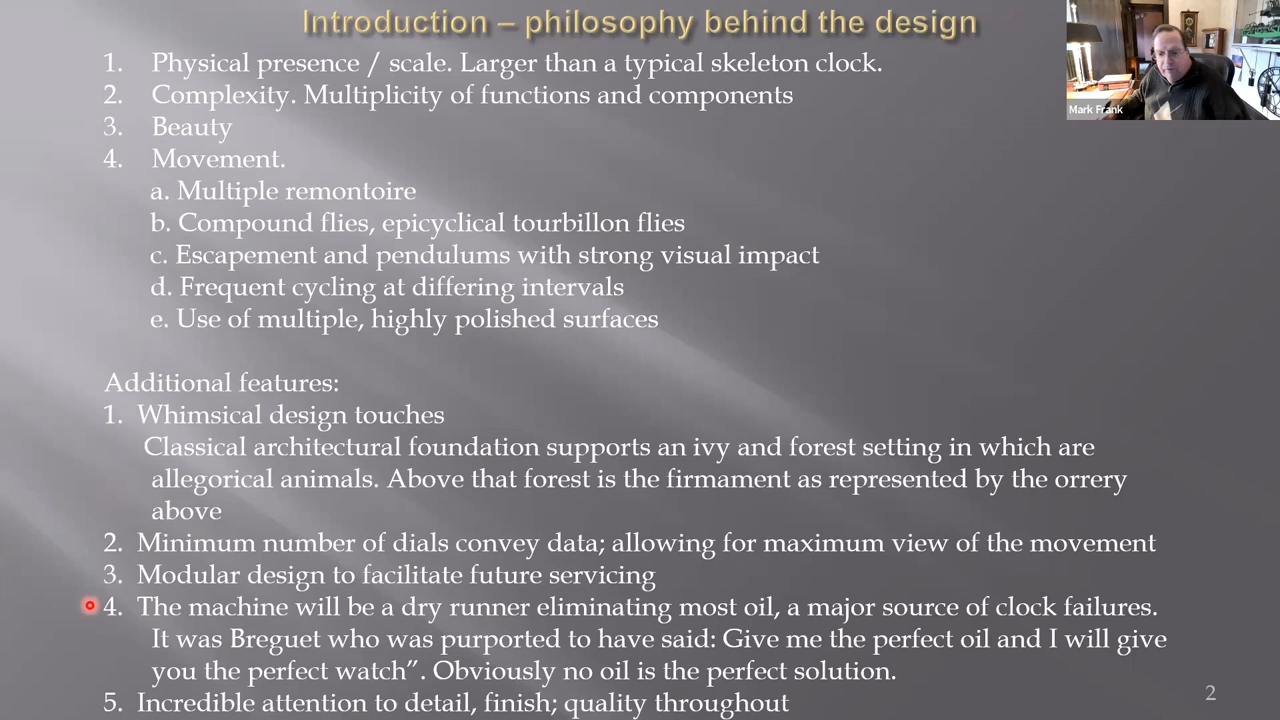 Introduction – philosophy behind the design
Mark Frank
1. Physical presence / scale. Larger than a typical skeleton clock.
2. Complexity. Multiplicity of functions and components
3. Beauty
4. Movement.
a. Multiple remontoire
b. Compound flies, epicyclical tourbillon flies
c. Escapement and pendulums with strong visual impact
d. Frequent cycling at differing intervals
e. Use of multiple, highly polished surfaces
Additional features:
1. Whimsical design touches
Classical architectural foundation supports an ivy and forest setting in which are
allegorical animals. Above that forest is the firmament as represented by the orrery
above
2. Minimum number of dials convey data; allowing for maximum view of the movement
3. Modular design to facilitate future servicing
4. The machine will be a dry runner eliminating most oil, a major source of clock failures.
It was Breguet who was purported to have said: Give me the perfect oil and I will give
you the perfect watch”. Obviously no oil is the perfect solution.
5. Incredible attention to detail, finish; quality throughout
2